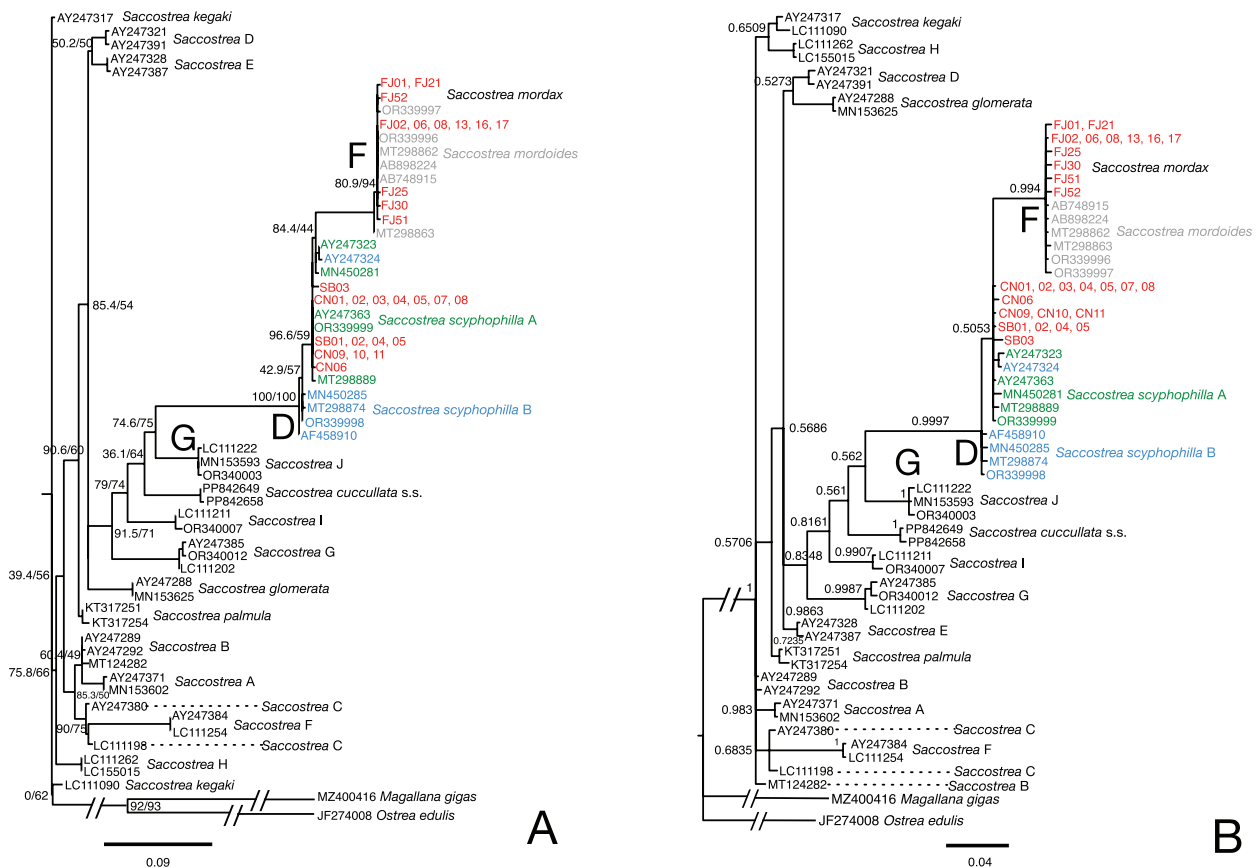 AY247317 Saccostrea kegaki
50.2/50
AY247321
AY247391
Saccostrea D
AY247328
AY247387
Saccostrea E
FJ01, FJ21
FJ52
Saccostrea mordax
OR339997
FJ02, 06, 08, 13, 16, 17
OR339996
F
MT298862 Saccostrea mordoides
AB898224
AB748915
80.9/94
FJ25
FJ30
FJ51
MT298863
84.4/44
AY247323
AY247324
MN450281
85.4/54
SB03
CN01, 02, 03, 04, 05, 07, 08
AY247363
OR339999
Saccostrea scyphophilla A
96.6/59
SB01, 02, 04, 05
CN09, 10, 11
CN06
42.9/57
MT298889
100/100
MN450285
MT298874 Saccostrea scyphophilla B
D
OR339998
AF458910
74.6/75
G
90.6/60
36.1/64
LC111222
MN153593
OR340003
Saccostrea J
79/74
PP842649
PP842658
Saccostrea cuccullata s.s.
LC111211
OR340007
Saccostrea I
91.5/71
AY247385
OR340012
LC111202
Saccostrea G
39.4/56
AY247288
MN153625
Saccostrea glomerata
KT317251
KT317254
Saccostrea palmula
AY247289
AY247292
MT124282
Saccostrea B
60.4/49
75.8/66
AY247371
MN153602
Saccostrea A
85.3/50
AY247380 Saccostrea C
90/75
AY247384
LC111254
Saccostrea F
LC111198 Saccostrea C
LC111262
LC155015
Saccostrea H
LC111090 Saccostrea kegaki
0/62
92/93
MZ400416 Magallana gigas
JF274008 Ostrea edulis
0.09
A
0.6509
AY247317
LC111090
Saccostrea kegaki
LC111262
LC155015
Saccostrea H
0.5273
AY247321
AY247391
Saccostrea D
AY247288
MN153625
Saccostrea glomerata
FJ01, FJ21
FJ02, 06, 08, 13, 16, 17
FJ25
FJ30
Saccostrea mordax
FJ51
0.994
FJ52
F
AB748915
AB898224
MT298862 Saccostrea mordoides
MT298863
OR339996
OR339997
CN01, 02, 03, 04, 05, 07, 08
CN06
CN09, CN10, CN11
0.5053
SB01, 02, 04, 05
SB03
AY247323
AY247324
AY247363
MN450281 Saccostrea scyphophilla A
MT298889
OR339999
0.9997
0.5686
D
AF458910
MN450285
MT298874
OR339998
Saccostrea scyphophilla B
G
0.562
0.561
1
LC111222
MN153593
OR340003
Saccostrea J
0.8161
1
PP842649
PP842658
Saccostrea cuccullata s.s.
0.5706
0.8348
0.9907
LC111211
OR340007
Saccostrea I
1
0.9987
AY247385
OR340012
LC111202
Saccostrea G
0.9863
AY247328
AY247387
Saccostrea E
0.7235
KT317251
KT317254
Saccostrea palmula
AY247289
AY247292
Saccostrea B
0.983
AY247371
MN153602
Saccostrea A
AY247380 Saccostrea C
0.6835
1
AY247384
LC111254
Saccostrea F
LC111198 Saccostrea C
MT124282 Saccostrea B
MZ400416 Magallana gigas
JF274008 Ostrea edulis
0.04
B